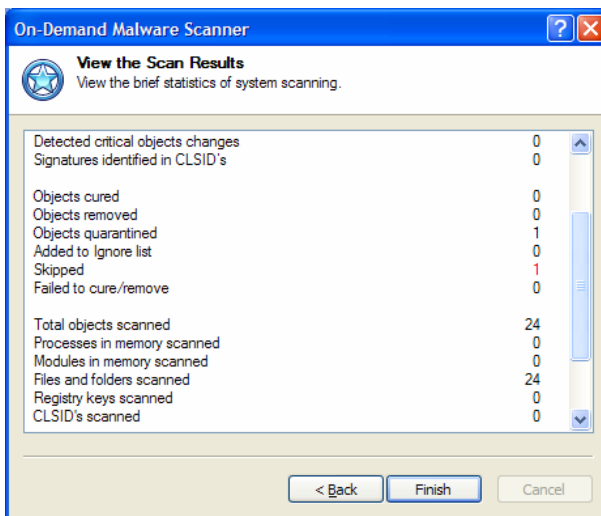 On-Demand Malware Scanner
View the Scan Results
View the brief statistics of system scanning.
Detected critical objects changes 0
Signatures identified in CLSID's 0
Objects cured 0
Objects removed 0
Objects quarantined 1
Added to Ignore list 0
Skipped 1
Failed to cure/remove 0
Total objects scanned 24
Processes in memory scanned 0
Modules in memory scanned 0
Files and folders scanned 24
Registry keys scanned 0
CLSID's scanned 0
< Back Finish Cancel